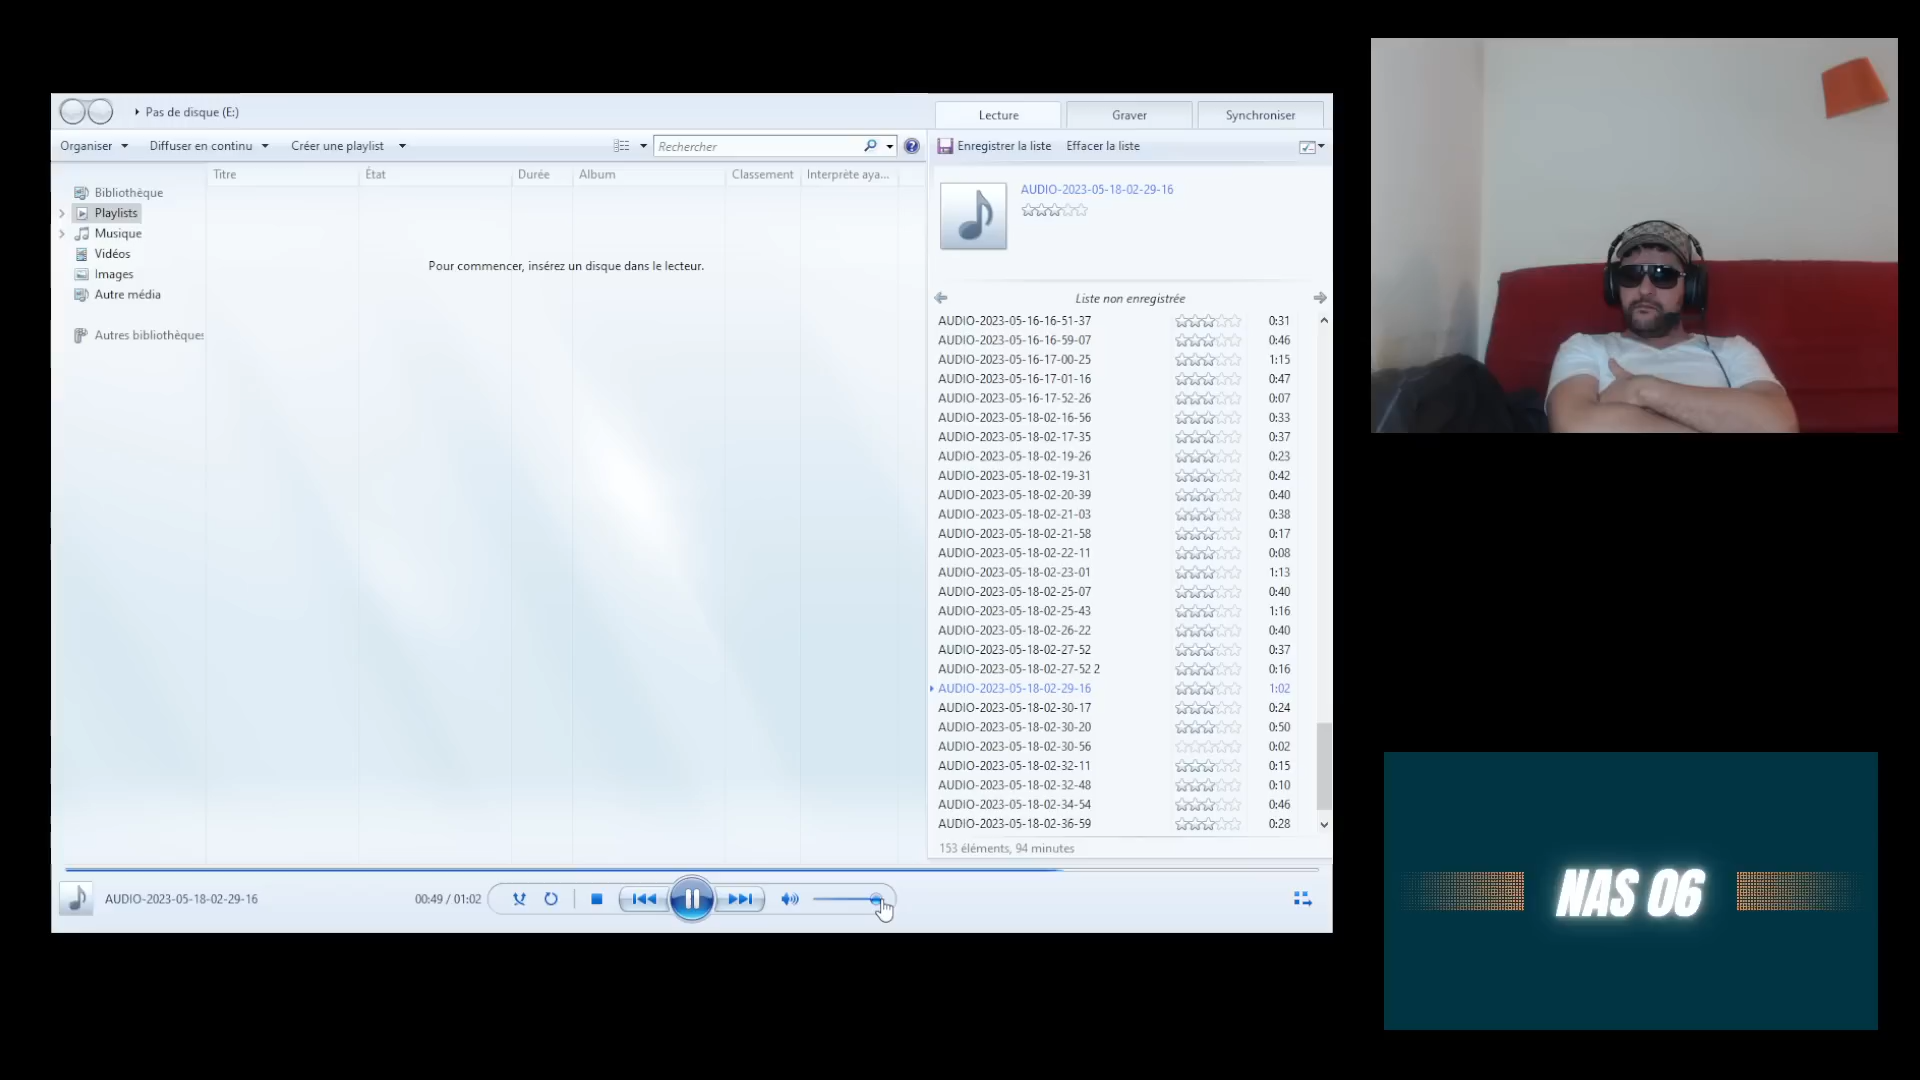 Pas de disque (E:)
Lecture
Graver
Synchroniser
Organiser
Diffuser en continu
Créer une playlist
Rechercher
Enregistrer la liste
Effacer la liste
Titre
État
Durée
Album
Classement
Interprète aya...
Bibliothèque
Playlists
Musique
Vidéos
Images
Autre média
Autres bibliothèques
Pour commencer, insérez un disque dans le lecteur.
AUDIO-2023-05-18-02-29-16
Liste non enregistrée
AUDIO-2023-05-16-16-51-37 0:31
AUDIO-2023-05-16-16-59-07 0:46
AUDIO-2023-05-16-17-00-25 1:15
AUDIO-2023-05-16-17-01-16 0:47
AUDIO-2023-05-16-17-52-26 0:07
AUDIO-2023-05-18-02-16-56 0:33
AUDIO-2023-05-18-02-17-35 0:37
AUDIO-2023-05-18-02-19-26 0:23
AUDIO-2023-05-18-02-19-31 0:42
AUDIO-2023-05-18-02-20-39 0:40
AUDIO-2023-05-18-02-21-03 0:38
AUDIO-2023-05-18-02-21-58 0:17
AUDIO-2023-05-18-02-22-11 0:08
AUDIO-2023-05-18-02-23-01 1:13
AUDIO-2023-05-18-02-25-07 0:40
AUDIO-2023-05-18-02-25-43 1:16
AUDIO-2023-05-18-02-26-22 0:40
AUDIO-2023-05-18-02-27-52 0:37
AUDIO-2023-05-18-02-27-52 2 0:16
AUDIO-2023-05-18-02-29-16 1:02
AUDIO-2023-05-18-02-30-17 0:24
AUDIO-2023-05-18-02-30-20 0:50
AUDIO-2023-05-18-02-30-56 0:02
AUDIO-2023-05-18-02-32-11 0:15
AUDIO-2023-05-18-02-32-48 0:10
AUDIO-2023-05-18-02-34-54 0:46
AUDIO-2023-05-18-02-36-59 0:28
153 éléments, 94 minutes
AUDIO-2023-05-18-02-29-16
00:49 / 01:02
NAS 06